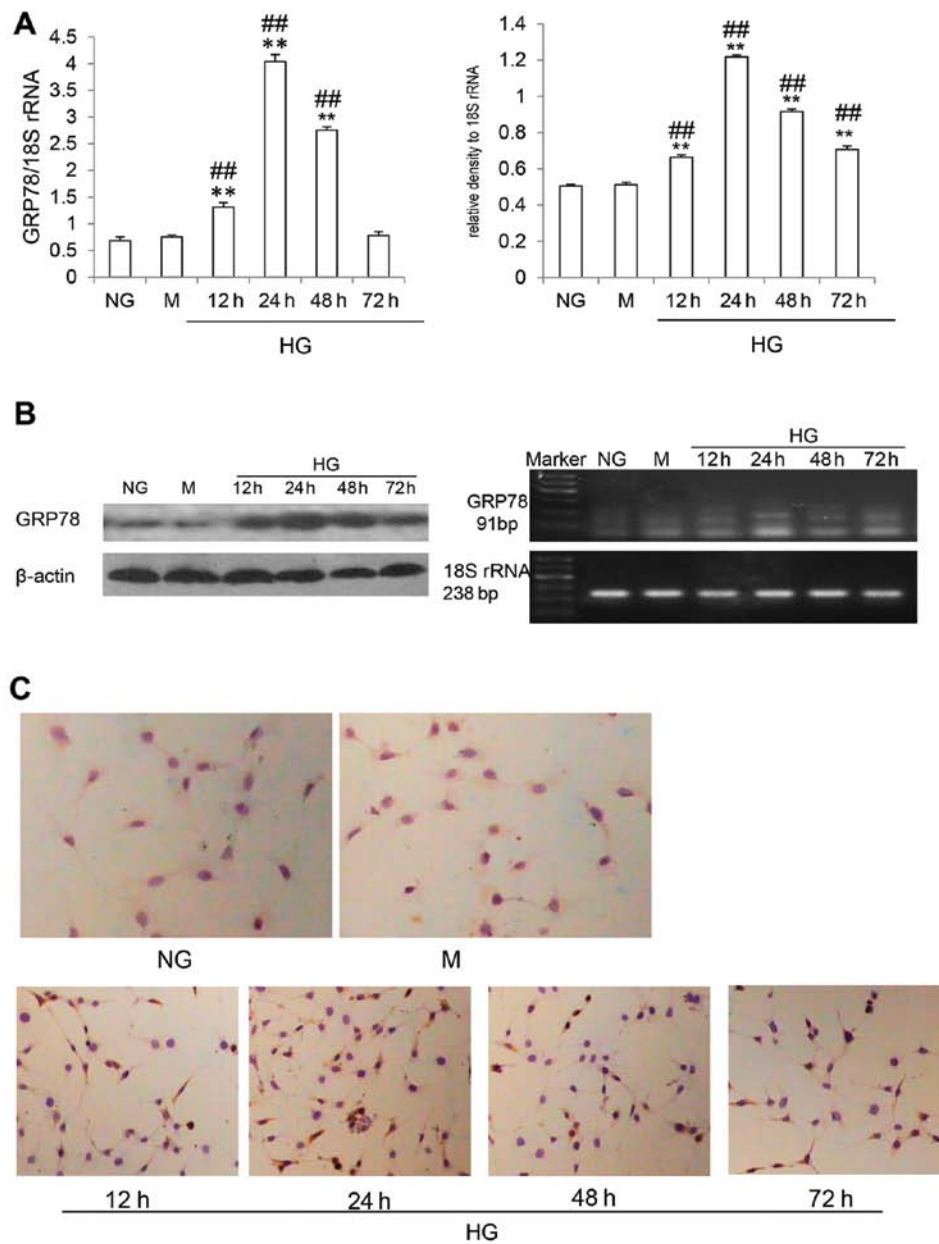 A
GRP78/18S rRNA
4.5
4
3.5
3
2.5
2
1.5
1
0.5
0
##
**
##
**
##
**
NG M 12 h 24 h 48 h 72 h
HG
relative density to 18S rRNA
1.4
1.2
1
0.8
0.6
0.4
0.2
0
##
**
##
**
##
**
##
**
NG M 12 h 24 h 48 h 72 h
HG
B
HG
NG M 12h 24h 48h 72h
GRP78
β-actin
HG
Marker NG M 12h 24h 48h 72h
GRP78
91bp
18S rRNA
238 bp
C
NG M
12 h 24 h 48 h 72 h
HG